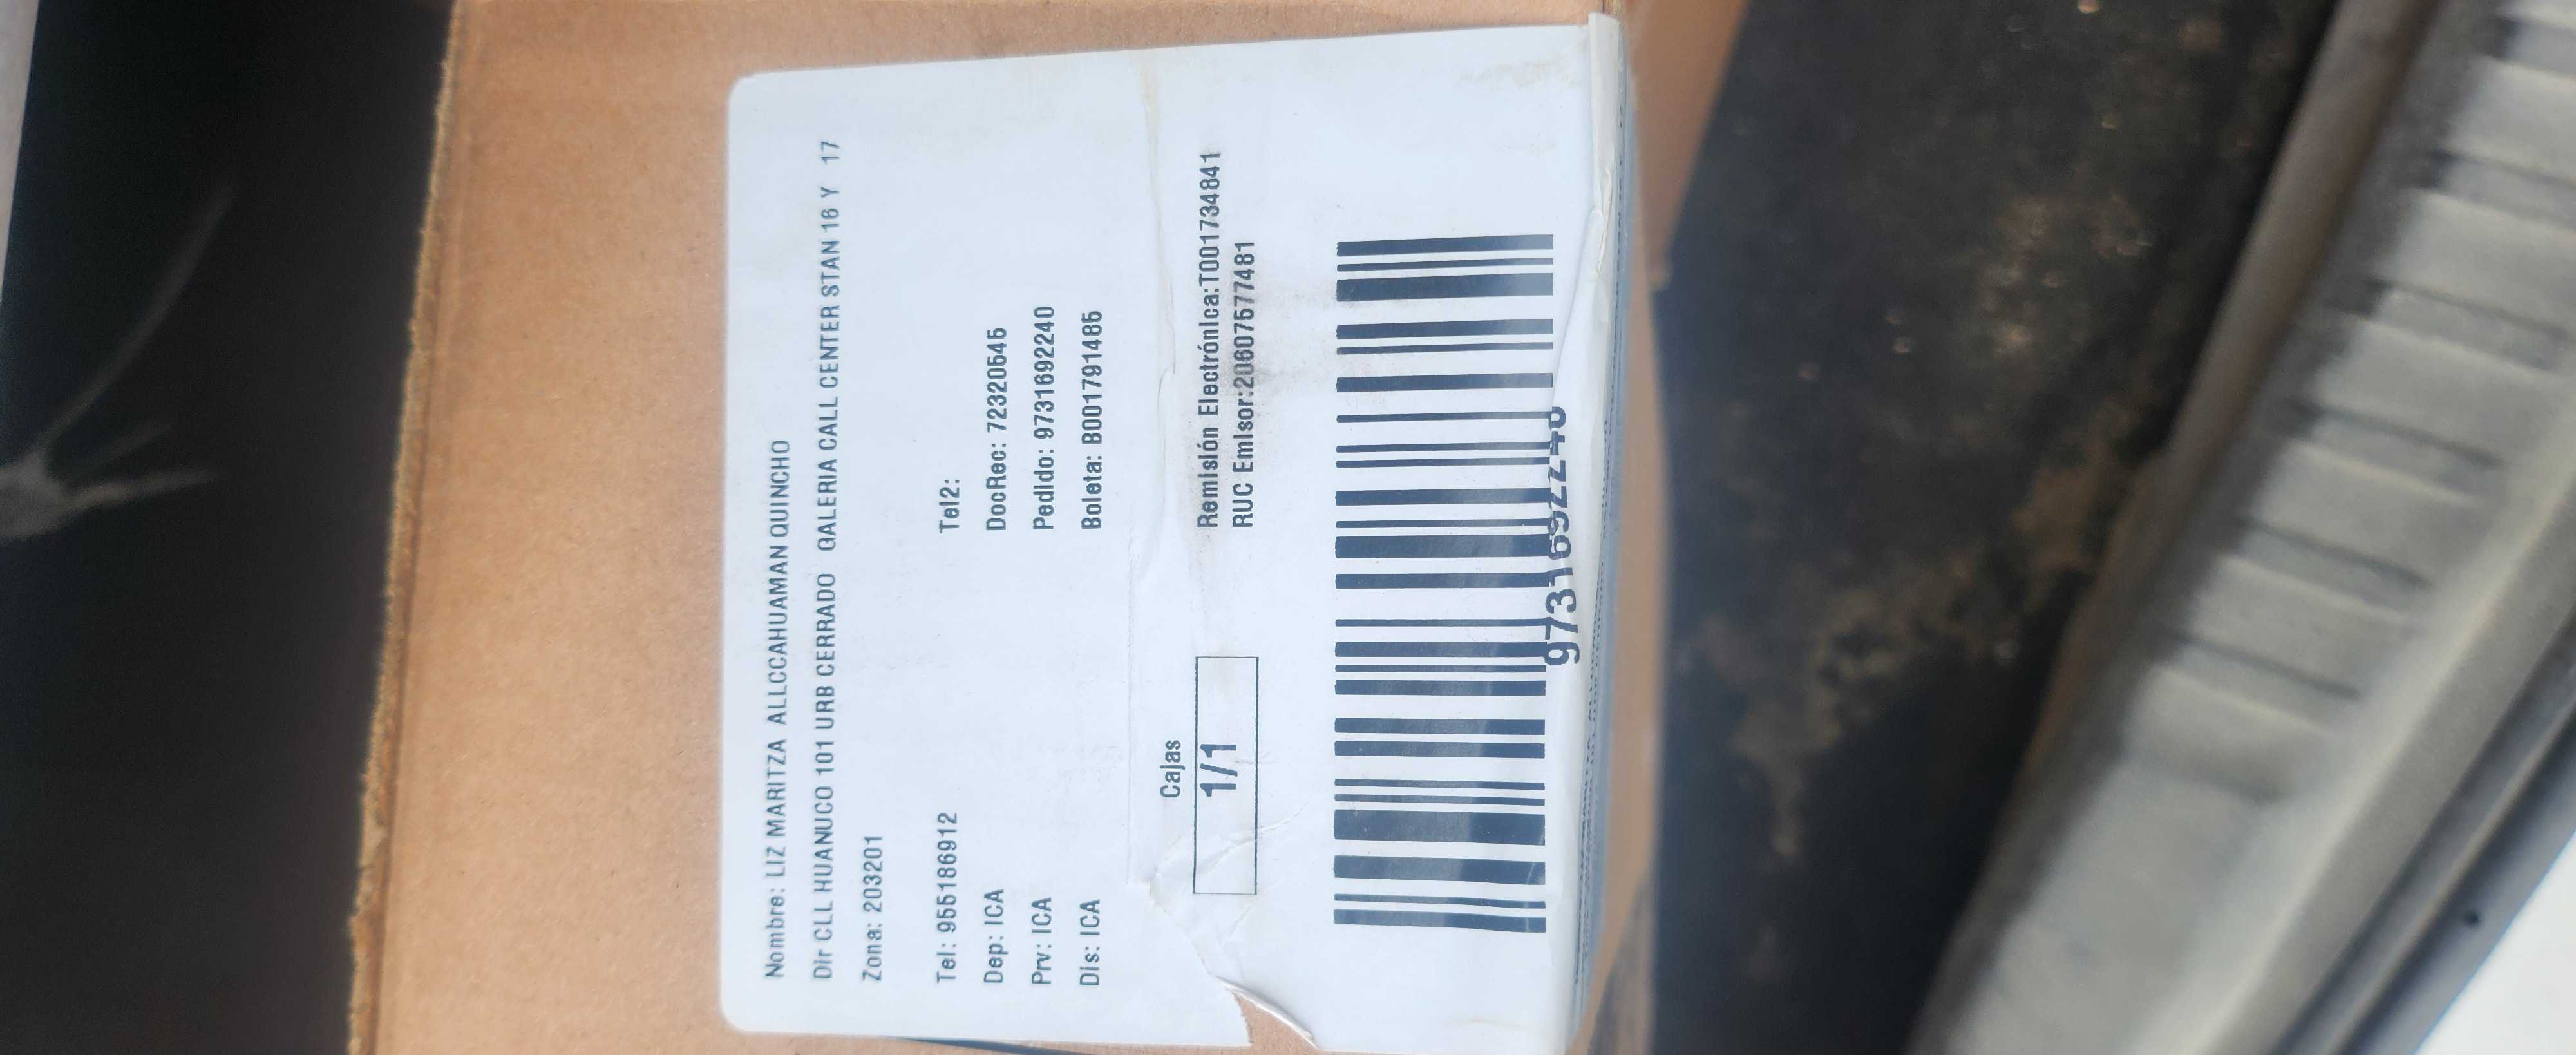 Nombre: LIZ MARITZA ALLCCAHUAMAN QUINCHO
Dir CLL HUANUCO 101 URB CERRADO GALERIA CALL CENTER STAN 16 Y 17
Zona: 203201
Tel: 955186912 Tel2:
Dep: ICA DocRec: 72320545
Prv: ICA Pedido: 9731692240
Dis: ICA Boleta: B001791485
Cajas
1/1
Remisión Electrónica:T001734841
RUC Emisor:20607577481
9731692240